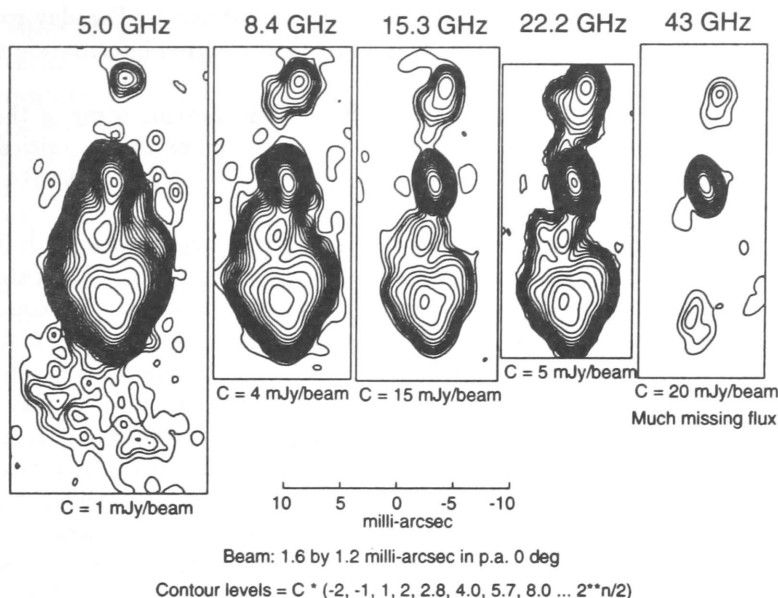 5.0 GHz 8.4 GHz 15.3 GHz 22.2 GHz 43 GHz
C = 1 mJy/beam
C = 4 mJy/beam
C = 15 mJy/beam
C = 5 mJy/beam
C = 20 mJy/beam
Much missing flux
10 5 0 -5 -10
milli-arcsec
Beam: 1.6 by 1.2 milli-arcsec in p.a. 0 deg
Contour levels = C * (-2, -1, 1, 2, 2.8, 4.0, 5.7, 8.0 ... 2**n/2)